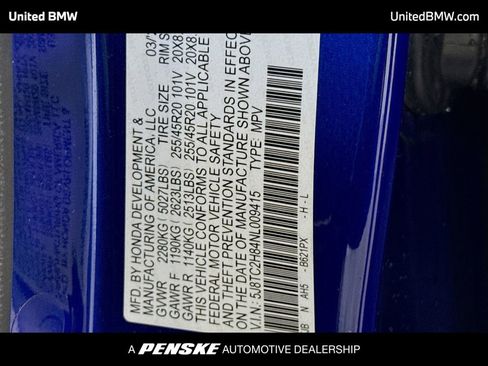 United BMW
UnitedBMW.com
MFD. BY HONDA DEVELOPMENT &
MANUFACTURING OF AMERICA, LLC 03/
GVWR 2280KG (5027LBS) TIRE SIZE RIM S
GAWR F 1190KG (2623LBS) 255/45R20 101V 20X8.
GAWR R 1140KG (2513LBS) 255/45R20 101V 20X8.
THIS VEHICLE CONFORMS TO ALL APPLICABLE
FEDERAL MOTOR VEHICLE SAFETY
AND THEFT PREVENTION STANDARDS IN EFFEC
ON THE DATE OF MANUFACTURE SHOWN ABOVE
V.I.N.: 5J8TC2H84NL009415 TYPE: MPV
N AH5 - B621PX - H - L
A PENSKE AUTOMOTIVE DEALERSHIP